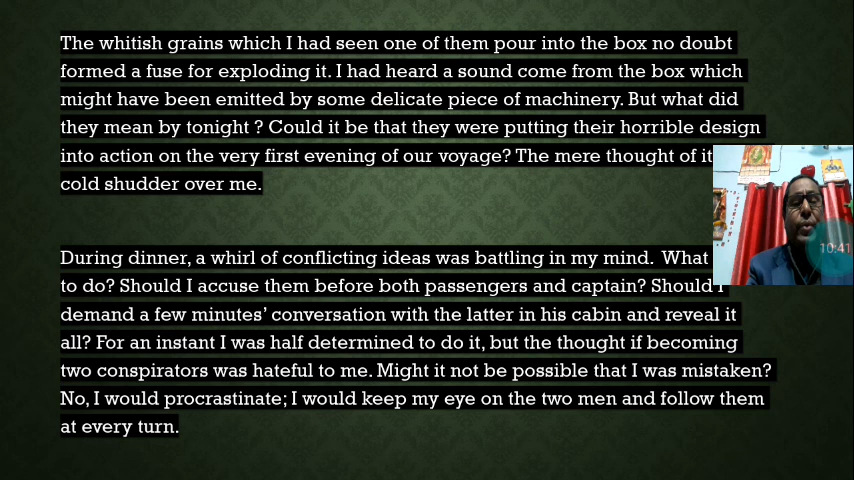 The whitish grains which I had seen one of them pour into the box no doubt
formed a fuse for exploding it. I had heard a sound come from the box which
might have been emitted by some delicate piece of machinery. But what did
they mean by tonight ? Could it be that they were putting their horrible design
into action on the very first evening of our voyage? The mere thought of it
cold shudder over me.
During dinner, a whirl of conflicting ideas was battling in my mind. What
to do? Should I accuse them before both passengers and captain? Should I
demand a few minutes' conversation with the latter in his cabin and reveal it
all? For an instant I was half determined to do it, but the thought if becoming
two conspirators was hateful to me. Might it not be possible that I was mistaken?
No, I would procrastinate; I would keep my eye on the two men and follow them
at every turn.
10:41